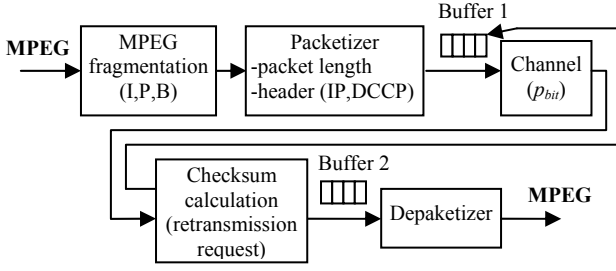 MPEG
MPEG
fragmentation
(I,P,B)
Packetizer
-packet length
-header (IP,DCCP)
Buffer 1
Channel
(p_bit)
Checksum
calculation
(retransmission
request)
Buffer 2
Depaketizer
MPEG